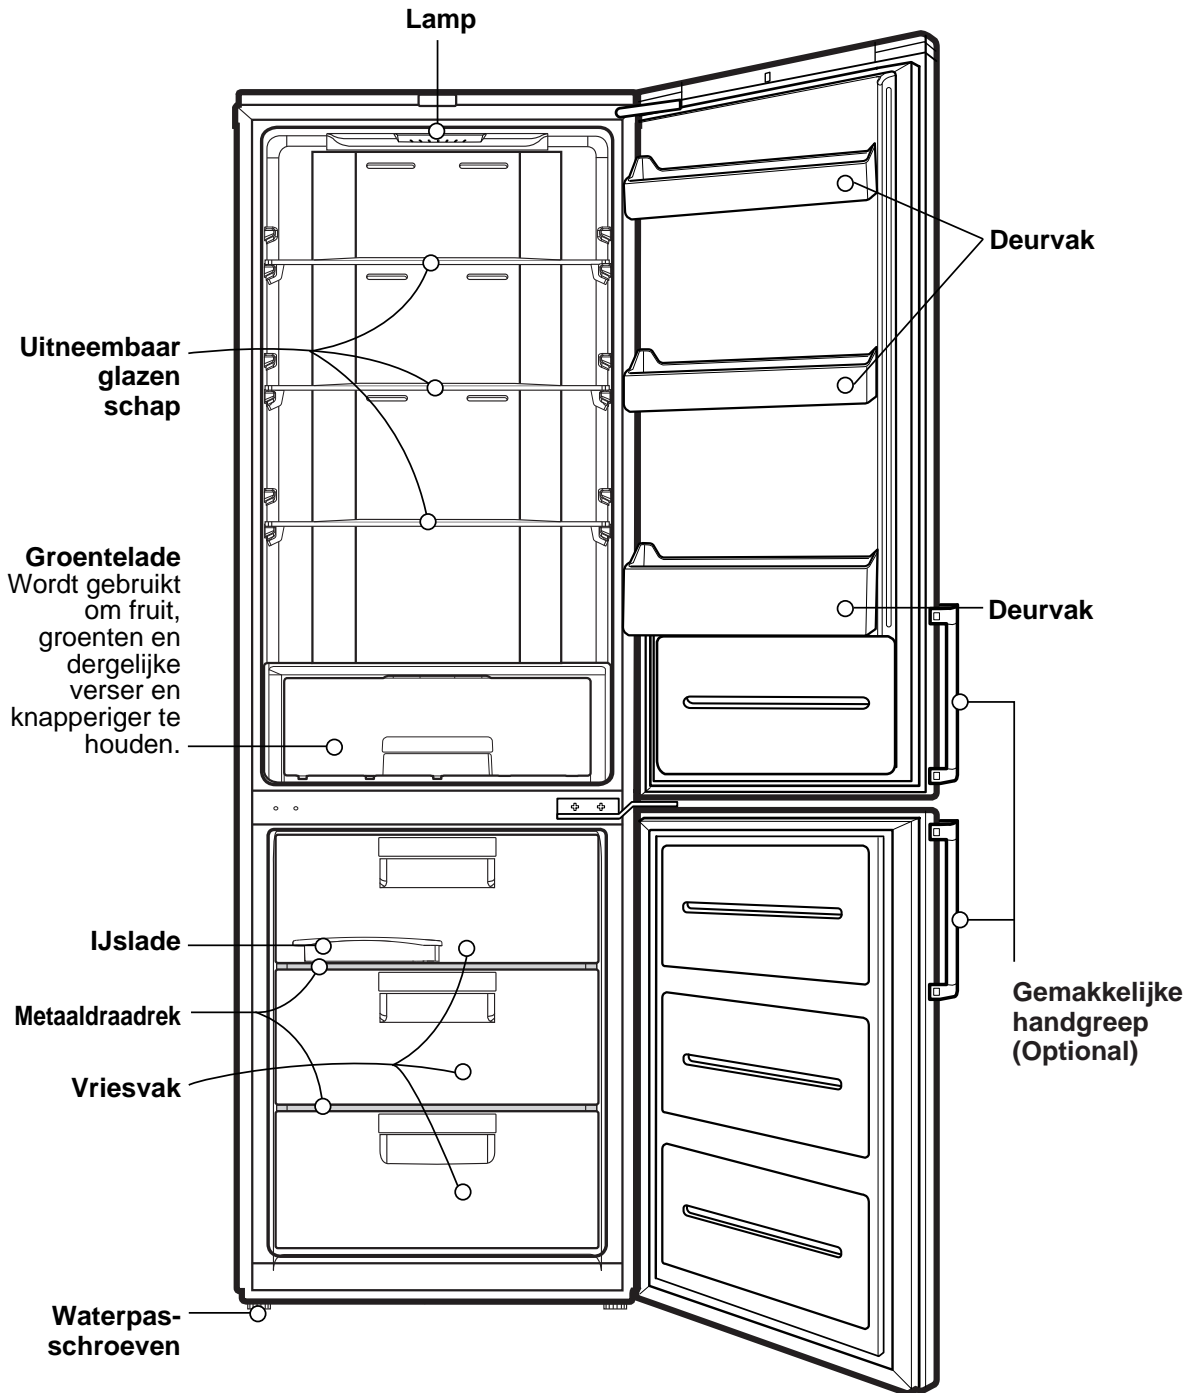 Lamp
Deurvak
Uitneembaar
glazen
schap
Groentelade
Wordt gebruikt
om fruit,
groenten en
dergelijke
verser en
knapperiger te
houden.
Deurvak
IJslade
Metaaldraadrek
Vriesvak
Gemakkelijke
handgreep
(Optional)
Waterpas-
schroeven